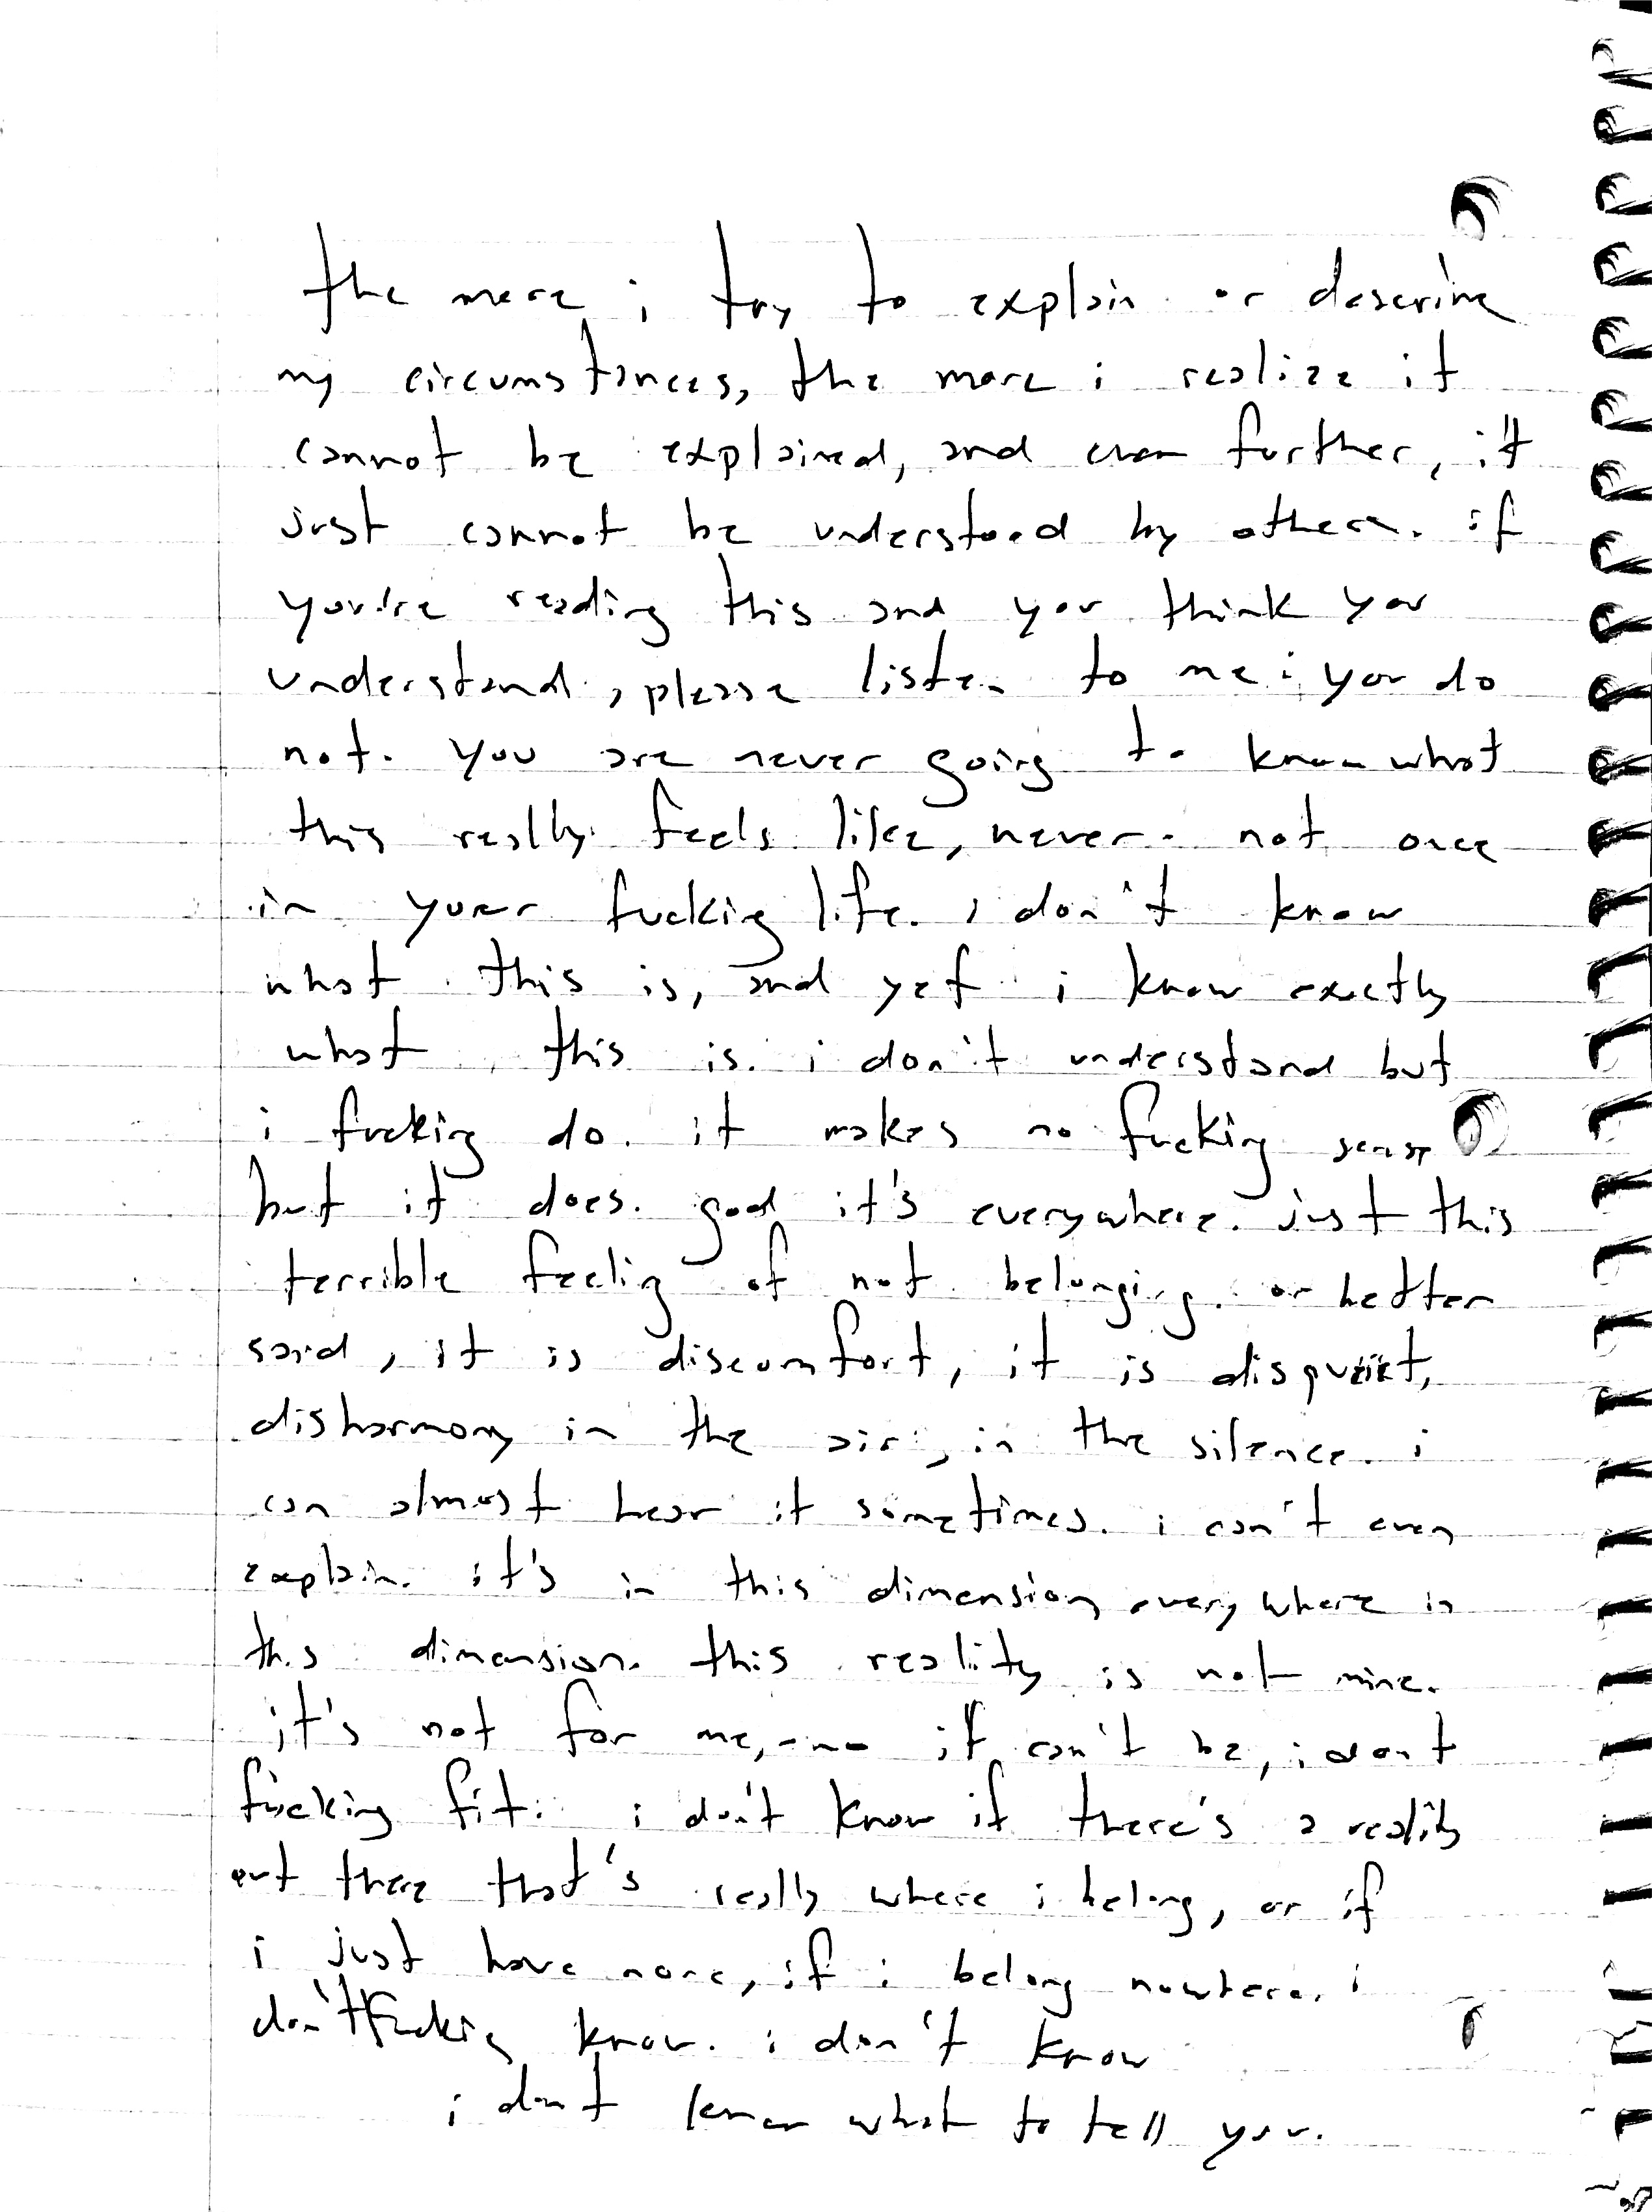 the more i try to explain or describe
my circumstances, the more i realize it
cannot be explained, and even further, it
just cannot be understood by others. if
you're reading this and you think you
understand, please listen to me: you do
not. you are never going to know what
this really feels like, never. not once
in your fucking life. i don't know
what this is, and yet i know exactly
what this is. i don't understand but
i fucking do. it makes no fucking sense
but it does. good it's everywhere. just this
terrible feeling of not belonging. or better
said, it is discomfort, it is disquiet,
disharmony in the air, in the silence. i
can almost hear it sometimes. i can't even
explain. it's in this dimension, everywhere in
this dimension. this reality is not mine.
it's not for me, no it can't be, i don't
fucking fit. i don't know if there's a reality
out there that's really where i belong, or if
i just have none, if i belong nowhere. i
don't fucking know. i don't know
i don't know what to tell you.